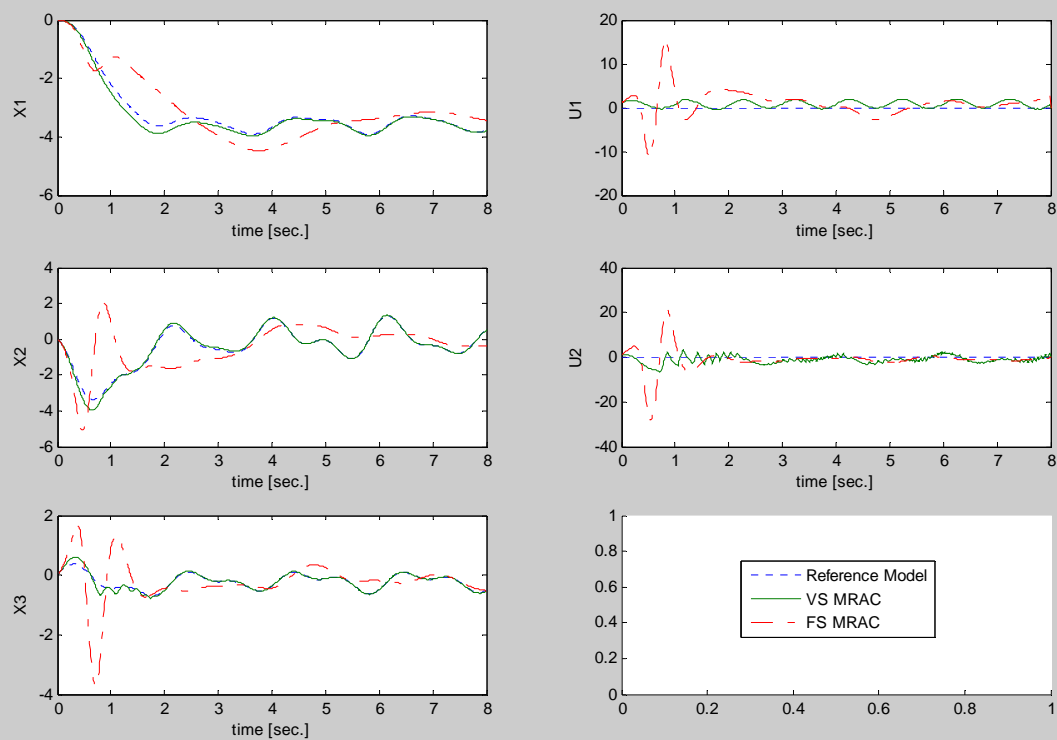 0
-2
-4
-6
X1
0 1 2 3 4 5 6 7 8
time [sec.]
20
10
0
-10
-20
U1
0 1 2 3 4 5 6 7 8
time [sec.]
4
2
0
-2
-4
-6
X2
0 1 2 3 4 5 6 7 8
time [sec.]
40
20
0
-20
-40
U2
0 1 2 3 4 5 6 7 8
time [sec.]
2
0
-2
-4
X3
0 1 2 3 4 5 6 7 8
time [sec.]
1
0.8
0.6
0.4
0.2
0
0 0.2 0.4 0.6 0.8 1
Reference Model
VS MRAC
FS MRAC